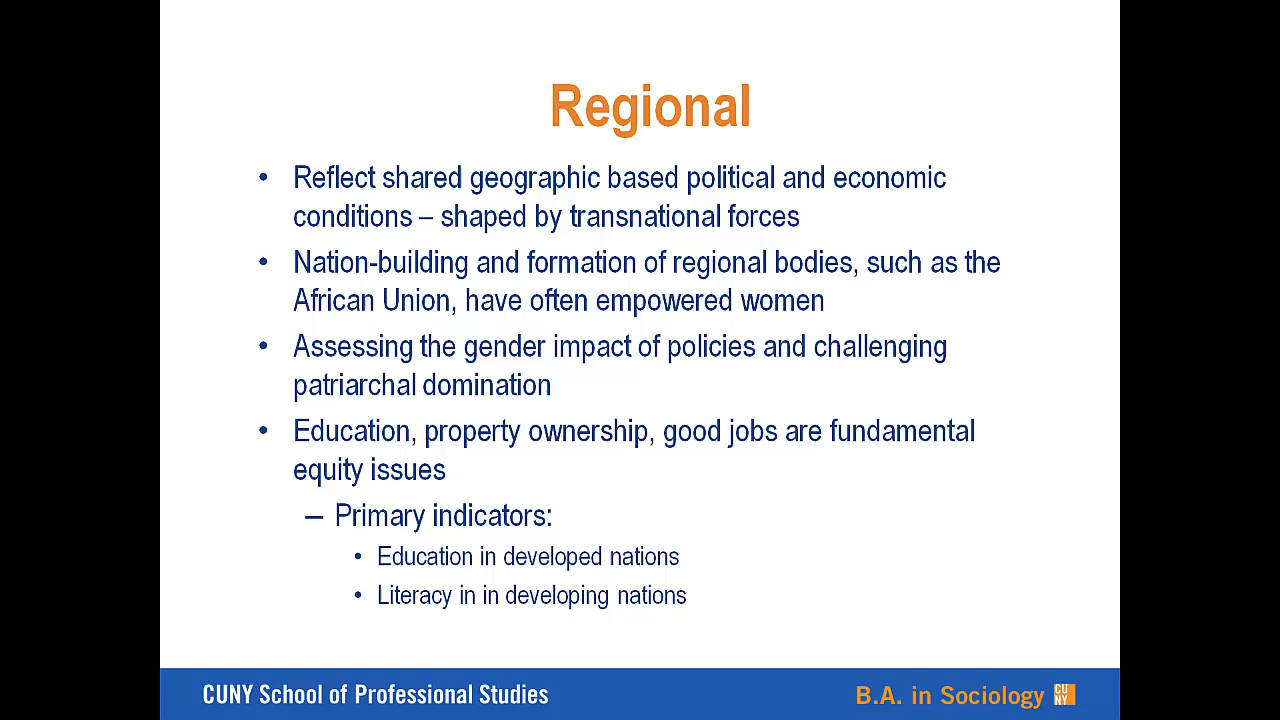 Regional
• Reflect shared geographic based political and economic
conditions – shaped by transnational forces
• Nation-building and formation of regional bodies, such as the
African Union, have often empowered women
• Assessing the gender impact of policies and challenging
patriarchal domination
• Education, property ownership, good jobs are fundamental
equity issues
– Primary indicators:
• Education in developed nations
• Literacy in in developing nations
CUNY School of Professional Studies
B.A. in Sociology CU
NY